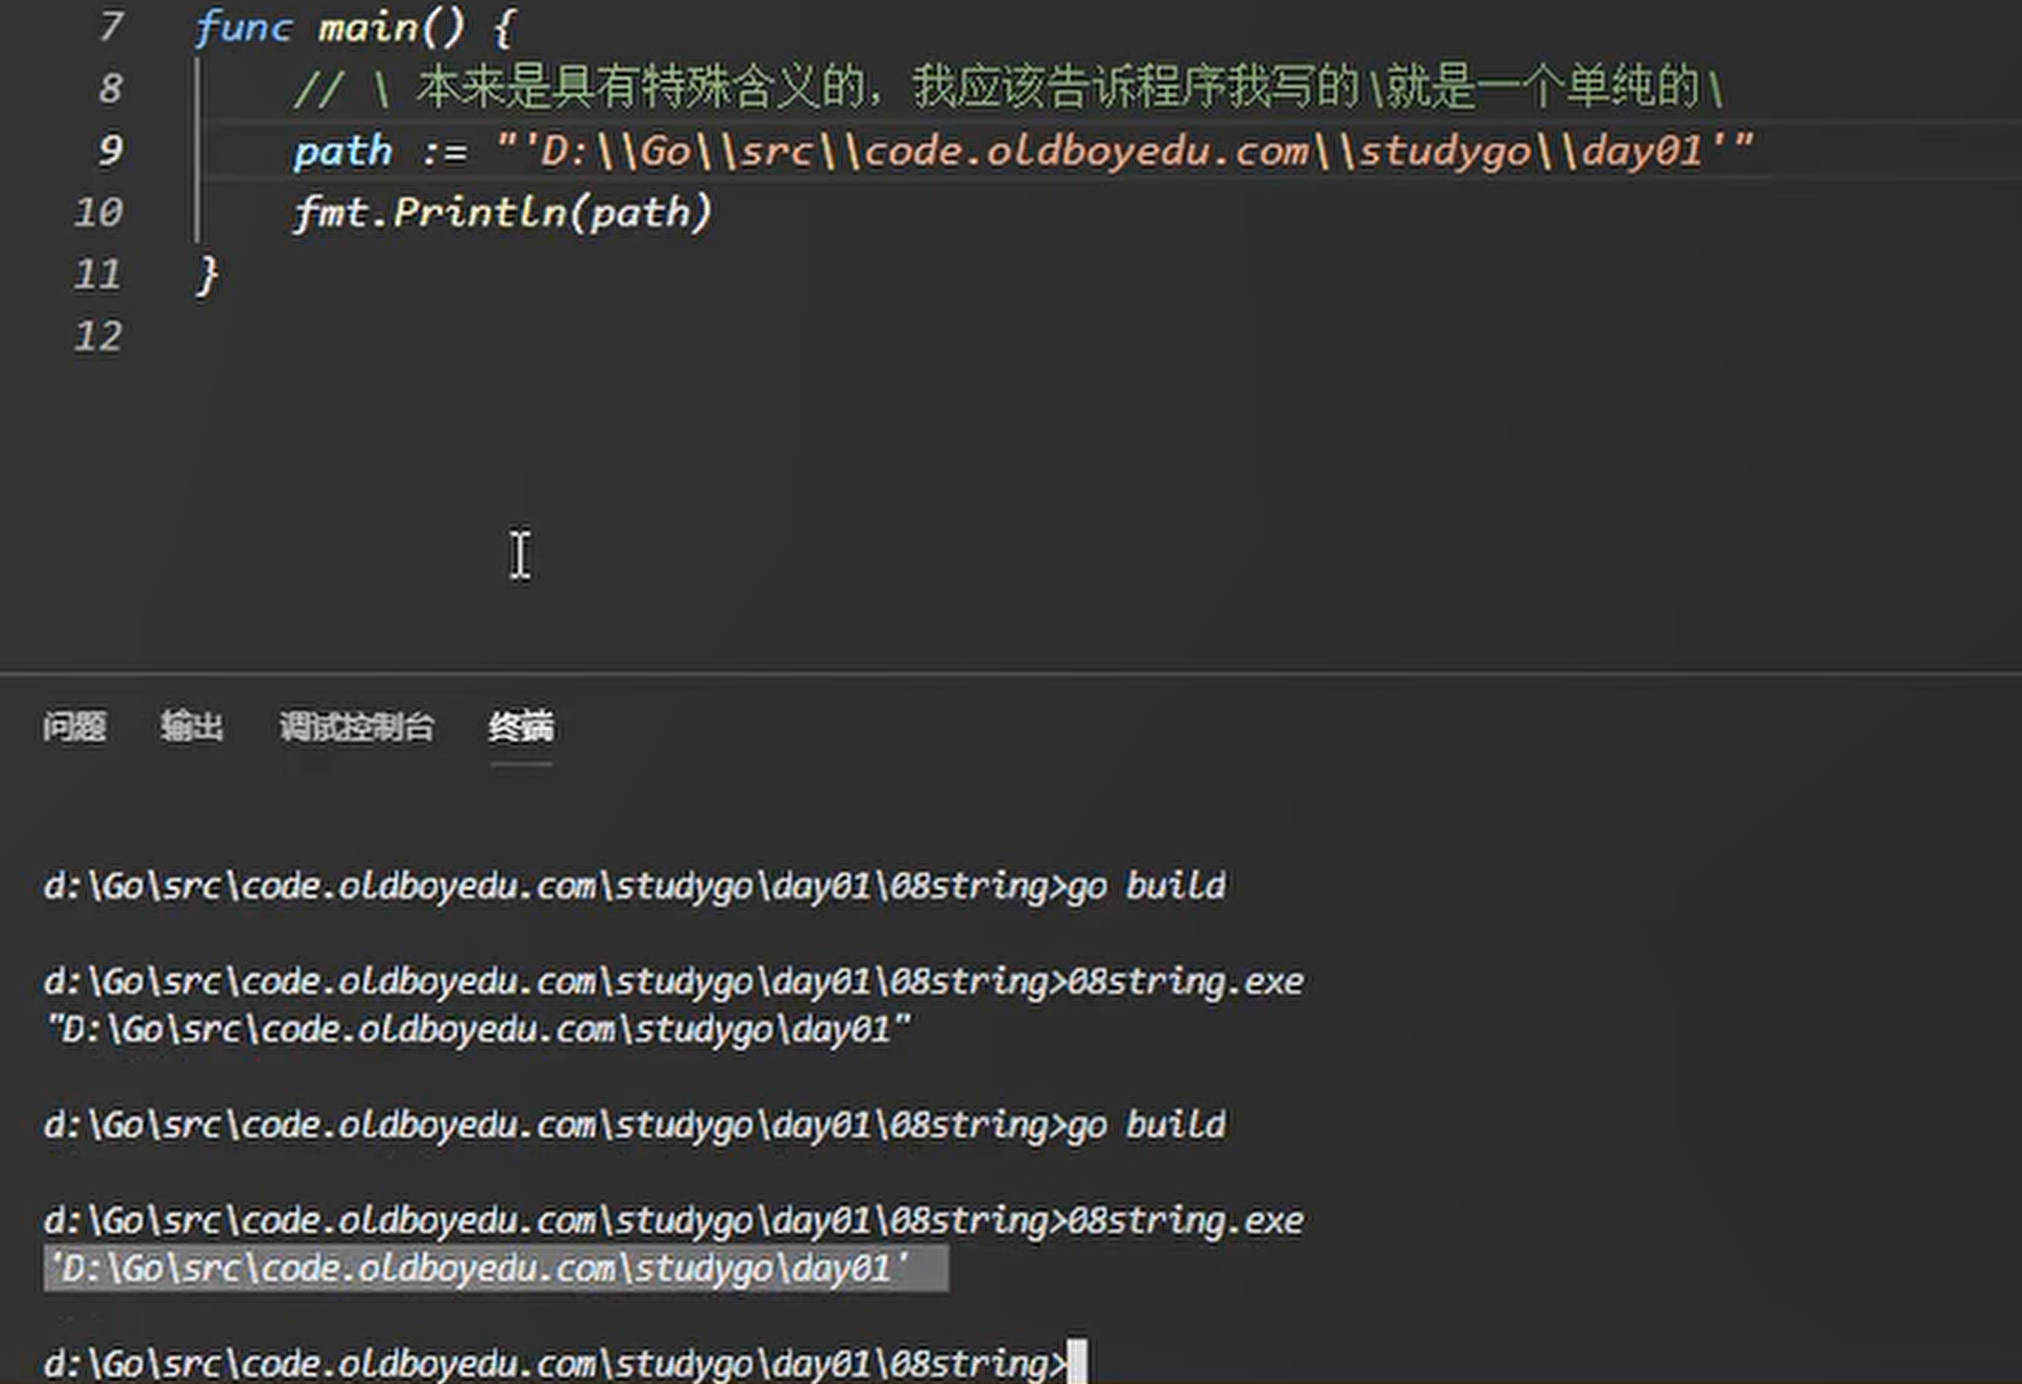 7 func main() {
8 // \ 本来是具有特殊含义的，我应该告诉程序我写的\就是一个单纯的\
9 path := "'D:\\Go\\src\\code.oldboyedu.com\\studygo\\day01'"
10 fmt.Println(path)
11 }
12
问题 输出 调试控制台 终端
d:\Go\src\code.oldboyedu.com\studygo\day01\08string>go build
d:\Go\src\code.oldboyedu.com\studygo\day01\08string>08string.exe
"D:\Go\src\code.oldboyedu.com\studygo\day01"
d:\Go\src\code.oldboyedu.com\studygo\day01\08string>go build
d:\Go\src\code.oldboyedu.com\studygo\day01\08string>08string.exe
'D:\Go\src\code.oldboyedu.com\studygo\day01'
d:\Go\src\code.oldboyedu.com\studygo\day01\08string>